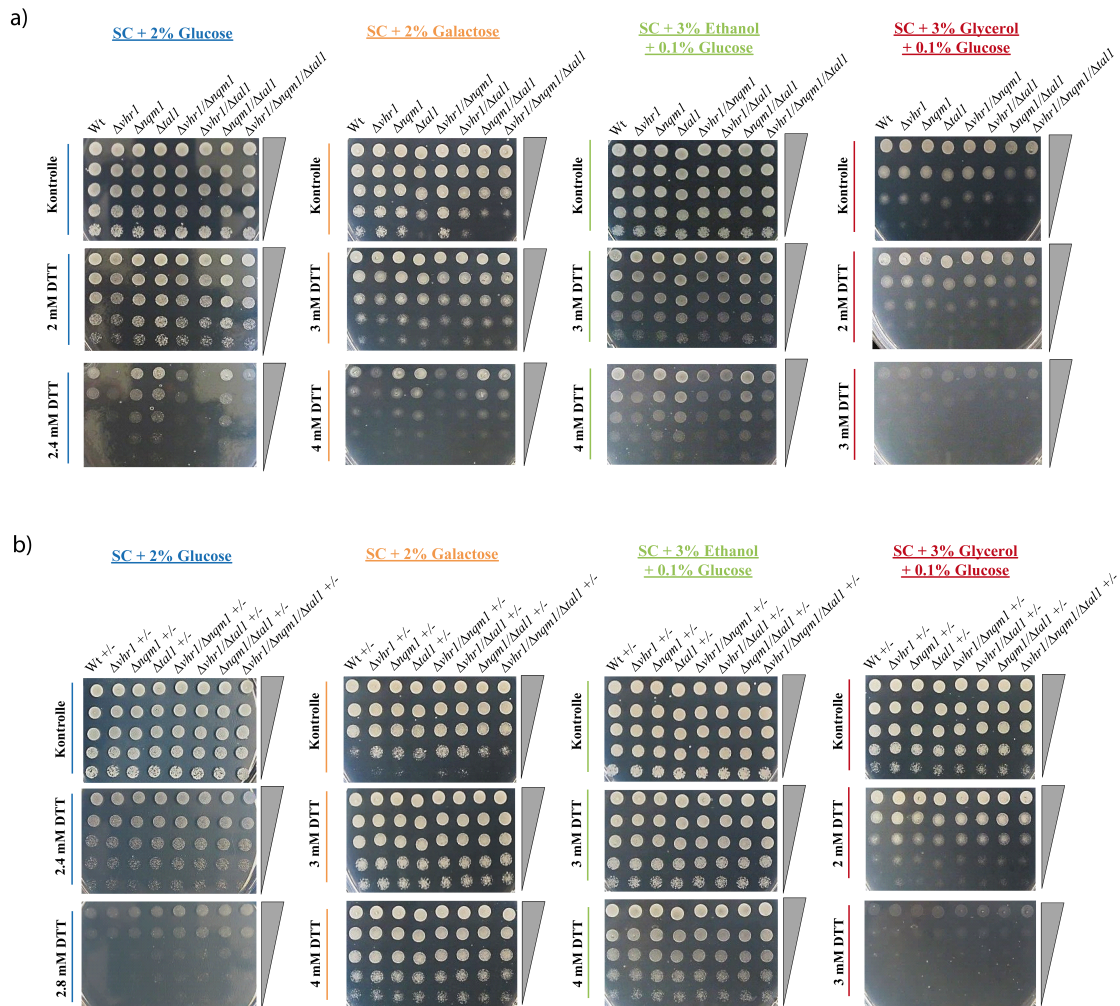 a)
SC + 2% Glucose
SC + 2% Galactose
SC + 3% Ethanol
+ 0.1% Glucose
SC + 3% Glycerol
+ 0.1% Glucose
Wt Δvhr1 Δnqm1 Δtal1 Δvhr1/Δnqm1 Δvhr1/Δtal1 Δnqm1/Δtal1 Δvhr1/Δnqm1/Δtal1
Wt Δvhr1 Δnqm1 Δtal1 Δvhr1/Δnqm1 Δvhr1/Δtal1 Δnqm1/Δtal1 Δvhr1/Δnqm1/Δtal1
Wt Δvhr1 Δnqm1 Δtal1 Δvhr1/Δnqm1 Δvhr1/Δtal1 Δnqm1/Δtal1 Δvhr1/Δnqm1/Δtal1
Wt Δvhr1 Δnqm1 Δtal1 Δvhr1/Δnqm1 Δvhr1/Δtal1 Δnqm1/Δtal1 Δvhr1/Δnqm1/Δtal1
Kontrolle
Kontrolle
Kontrolle
Kontrolle
2 mM DTT
3 mM DTT
3 mM DTT
2 mM DTT
2.4 mM DTT
4 mM DTT
4 mM DTT
3 mM DTT
b)
SC + 2% Glucose
SC + 2% Galactose
SC + 3% Ethanol
+ 0.1% Glucose
SC + 3% Glycerol
+ 0.1% Glucose
Wt +/- Δvhr1 +/- Δnqm1 +/- Δtal1 +/- Δvhr1/Δnqm1 +/- Δvhr1/Δtal1 +/- Δnqm1/Δtal1 +/- Δvhr1/Δnqm1/Δtal1 +/-
Wt +/- Δvhr1 +/- Δnqm1 +/- Δtal1 +/- Δvhr1/Δnqm1 +/- Δvhr1/Δtal1 +/- Δnqm1/Δtal1 +/- Δvhr1/Δnqm1/Δtal1 +/-
Wt +/- Δvhr1 +/- Δnqm1 +/- Δtal1 +/- Δvhr1/Δnqm1 +/- Δvhr1/Δtal1 +/- Δnqm1/Δtal1 +/- Δvhr1/Δnqm1/Δtal1 +/-
Wt +/- Δvhr1 +/- Δnqm1 +/- Δtal1 +/- Δvhr1/Δnqm1 +/- Δvhr1/Δtal1 +/- Δnqm1/Δtal1 +/- Δvhr1/Δnqm1/Δtal1 +/-
Kontrolle
Kontrolle
Kontrolle
Kontrolle
2.4 mM DTT
3 mM DTT
3 mM DTT
2 mM DTT
2.8 mM DTT
4 mM DTT
4 mM DTT
3 mM DTT